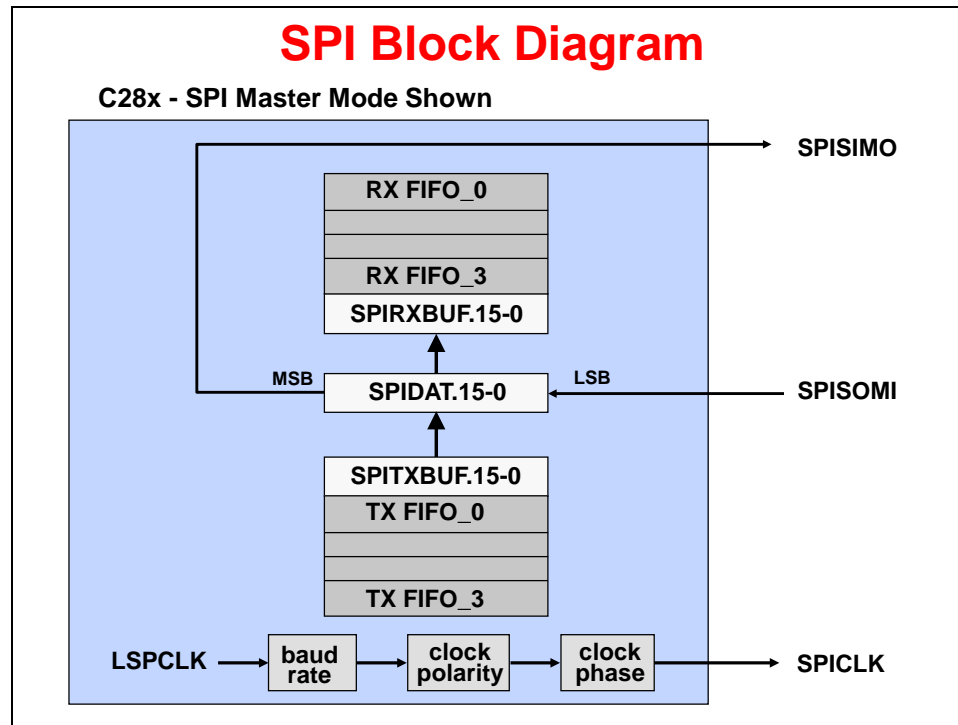 SPI Block Diagram
C28x - SPI Master Mode Shown
SPISIMO
RX FIFO_0
RX FIFO_3
SPIRXBUF.15-0
MSB
SPIDAT.15-0
LSB
SPISOMI
SPITXBUF.15-0
TX FIFO_0
TX FIFO_3
LSPCLK
baud
rate
clock
polarity
clock
phase
SPICLK